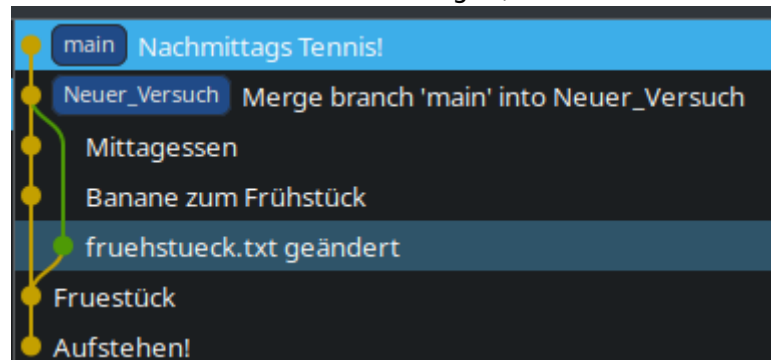 main Nachmittags Tennis!
Neuer_Versuch Merge branch 'main' into Neuer_Versuch
Mittagessen
Banane zum Frühstück
fruehstueck.txt geändert
Fruestück
Aufstehen!